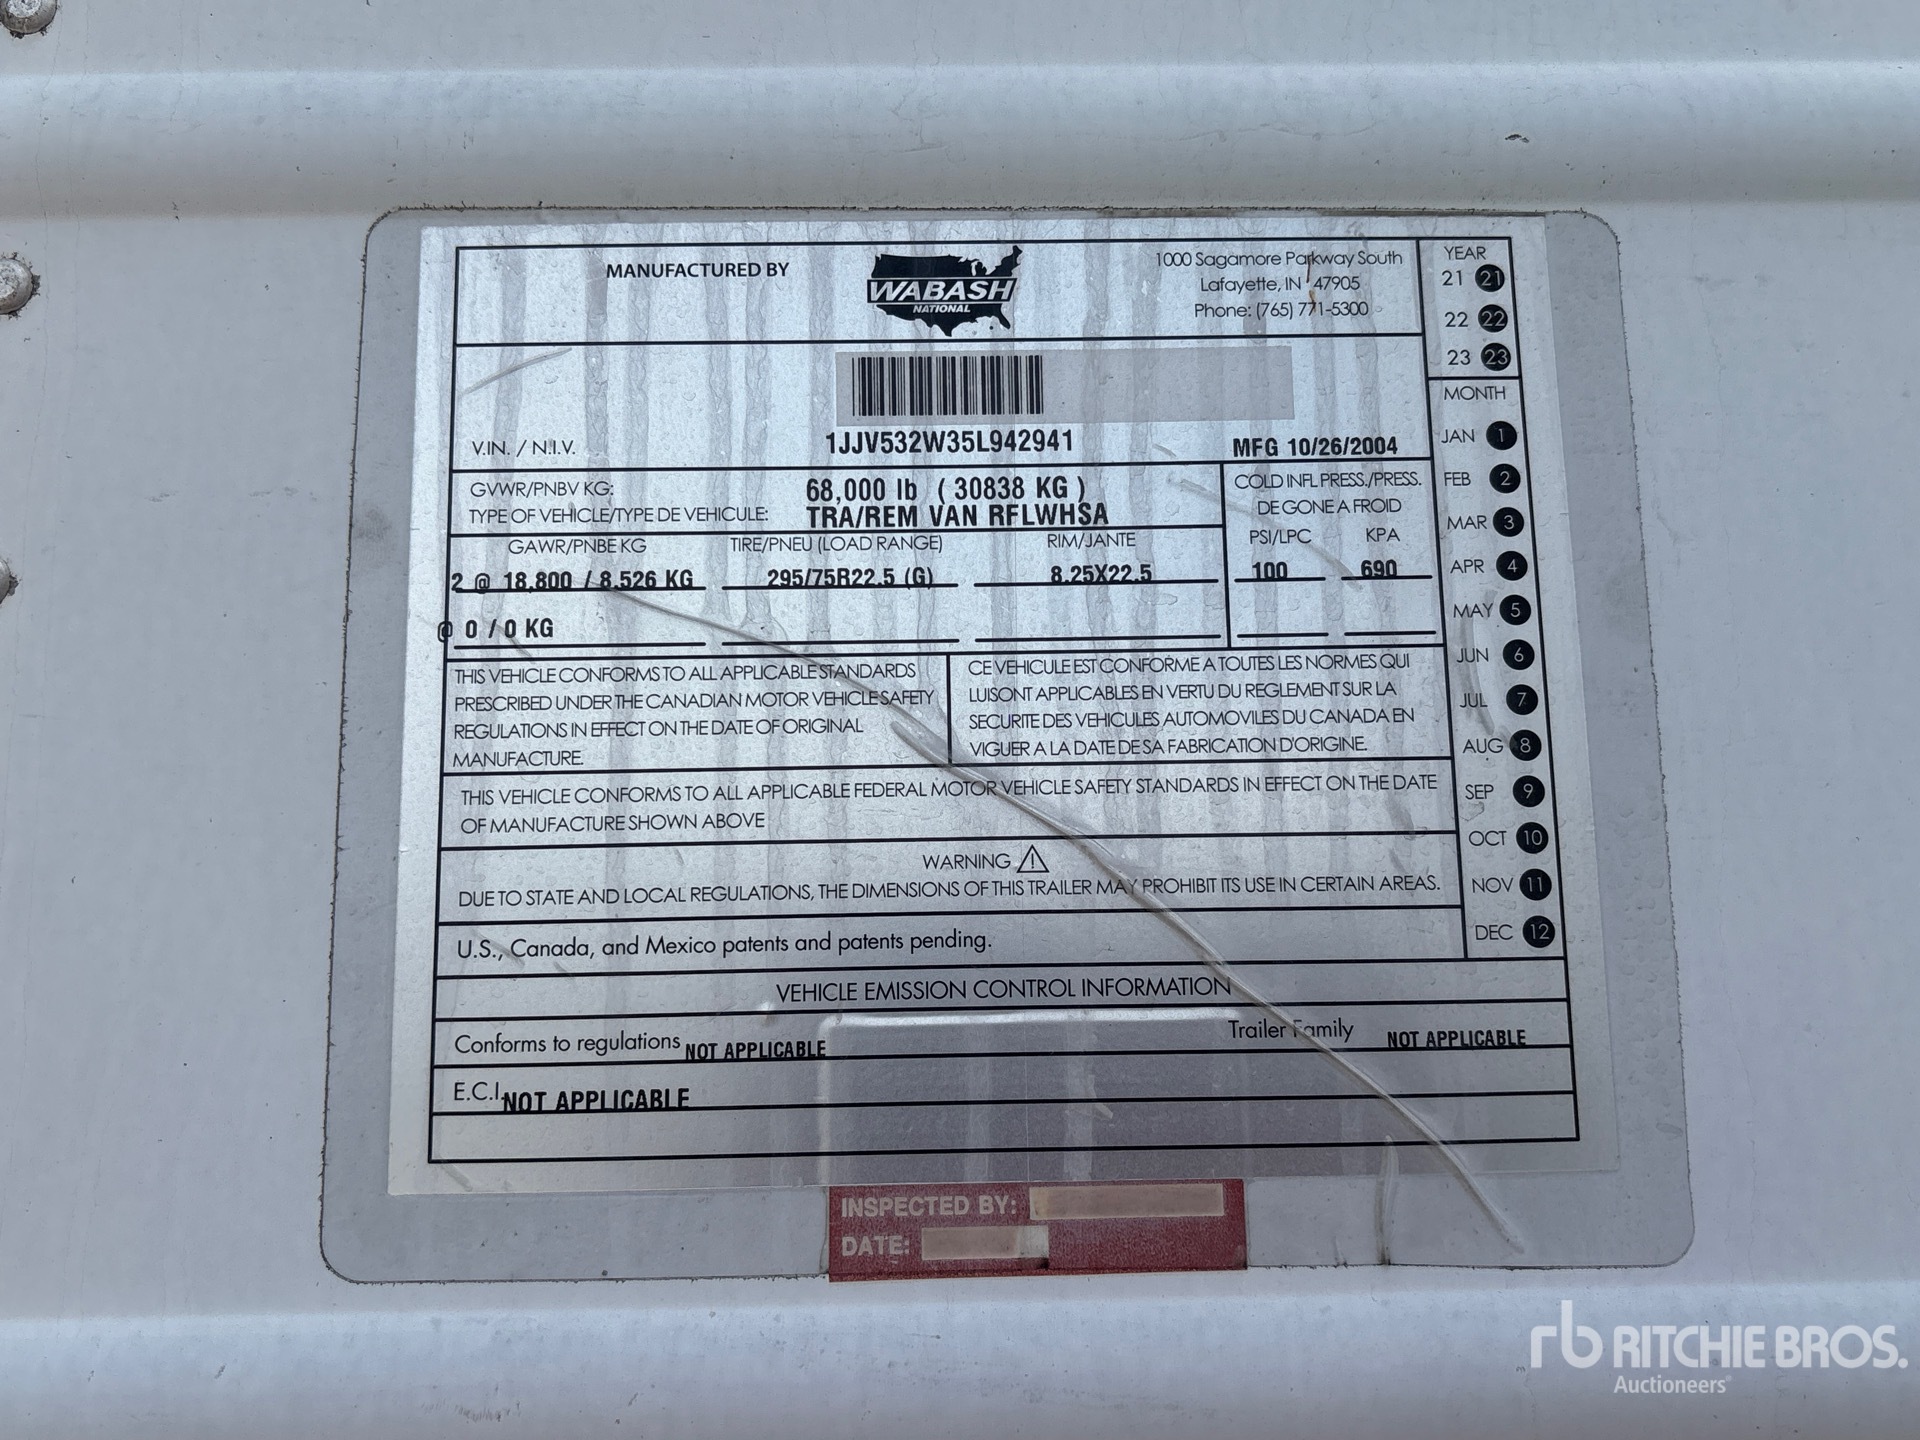 MANUFACTURED BY
WABASH
NATIONAL
1000 Sagamore Parkway South
Lafayette, IN 47905
Phone: (765) 771-5300
YEAR
21 21
22 22
23 23
MONTH
JAN 1
FEB 2
MAR 3
APR 4
MAY 5
JUN 6
JUL 7
AUG 8
SEP 9
OCT 10
NOV 11
DEC 12
V.IN. / N.I.V. 1JJV532W35L942941 MFG 10/26/2004
GVWR/PNBV KG: 68,000 lb ( 30838 KG )
TYPE OF VEHICLE/TYPE DE VEHICULE: TRA/REM VAN RFLWHSA
COLD INFL PRESS./PRESS.
DE GONE A FROID
GAWR/PNBE KG TIRE/PNEU (LOAD RANGE) RIM/JANTE PSI/LPC KPA
2 @ 18,800 / 8,526 KG 295/75R22.5 (G) 8.25X22.5 100 690
@ 0 / 0 KG
THIS VEHICLE CONFORMS TO ALL APPLICABLE STANDARDS
PRESCRIBED UNDER THE CANADIAN MOTOR VEHICLE SAFETY
REGULATIONS IN EFFECT ON THE DATE OF ORIGINAL
MANUFACTURE.
CE VEHICULE EST CONFORME A TOUTES LES NORMES QUI
LUISONT APPLICABLES EN VERTU DU REGLEMENT SUR LA
SECURITE DES VEHICULES AUTOMOVILES DU CANADA EN
VIGUER A LA DATE DE SA FABRICATION D'ORIGINE.
THIS VEHICLE CONFORMS TO ALL APPLICABLE FEDERAL MOTOR VEHICLE SAFETY STANDARDS IN EFFECT ON THE DATE
OF MANUFACTURE SHOWN ABOVE
WARNING
DUE TO STATE AND LOCAL REGULATIONS, THE DIMENSIONS OF THIS TRAILER MAY PROHIBIT ITS USE IN CERTAIN AREAS.
U.S., Canada, and Mexico patents and patents pending.
VEHICLE EMISSION CONTROL INFORMATION
Conforms to regulations NOT APPLICABLE Trailer Family NOT APPLICABLE
E.C.I. NOT APPLICABLE
INSPECTED BY:
DATE:
rb RITCHIE BROS.
Auctioneers